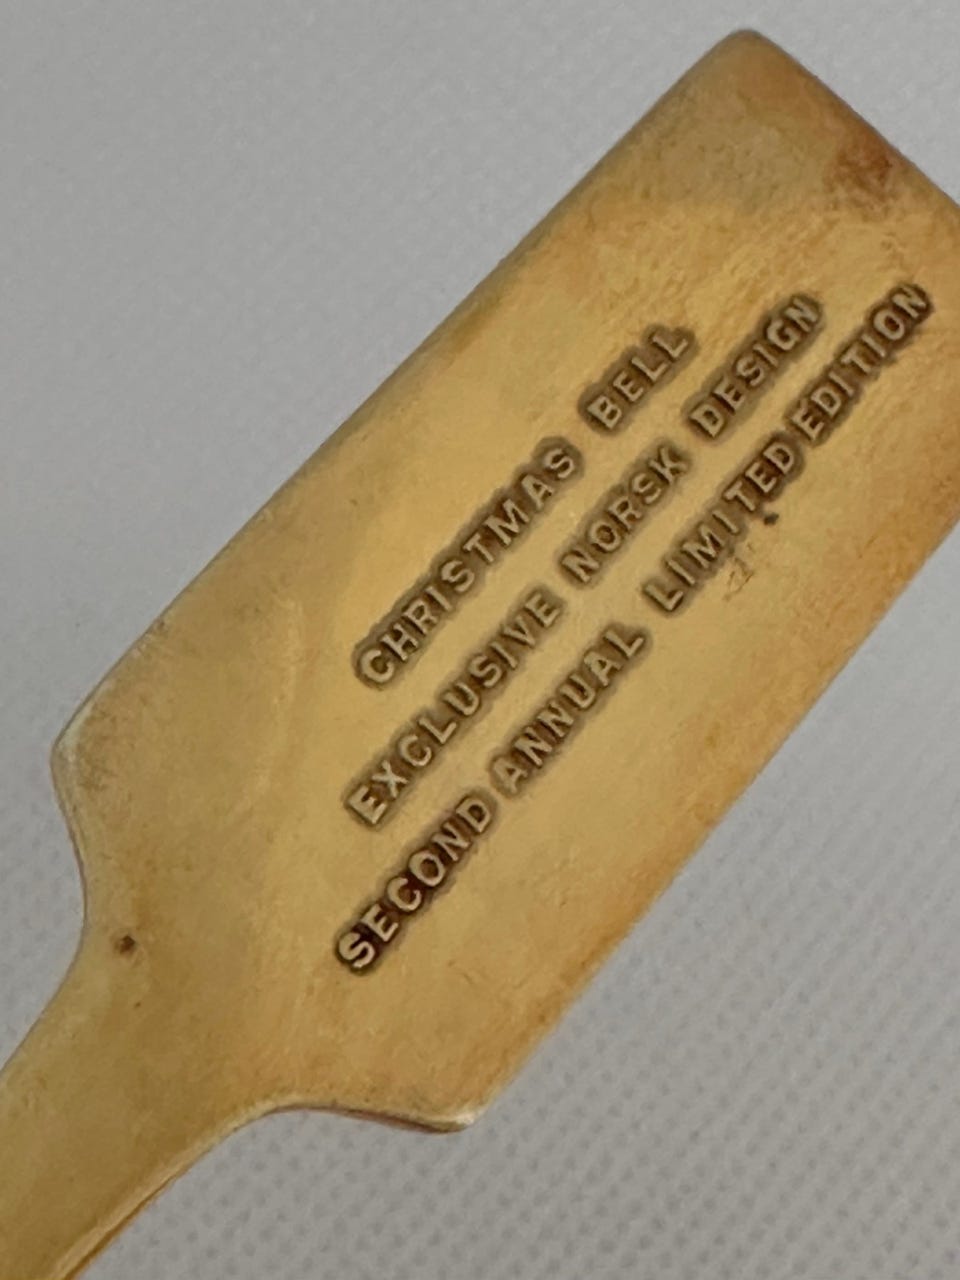 CHRISTMAS BELL
EXCLUSIVE NORSK DESIGN
SECOND ANNUAL LIMITED EDITION